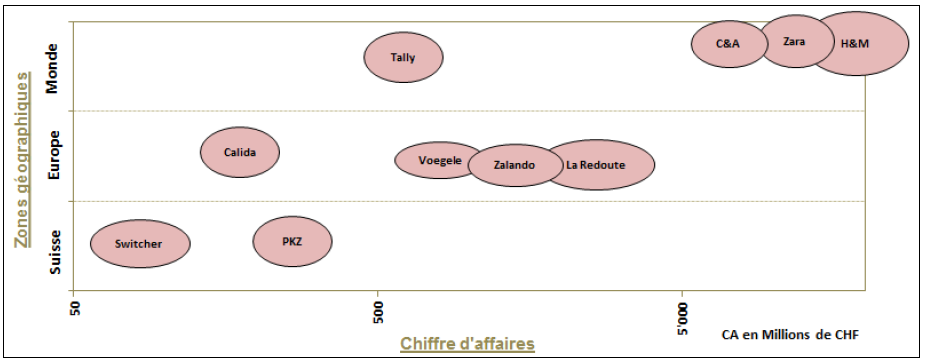 Zones géographiques
Monde
Europe
Suisse
Tally
C&A
Zara
H&M
Calida
Voegele
Zalando
La Redoute
Switcher
PKZ
50
500
5'000
Chiffre d'affaires
CA en Millions de CHF